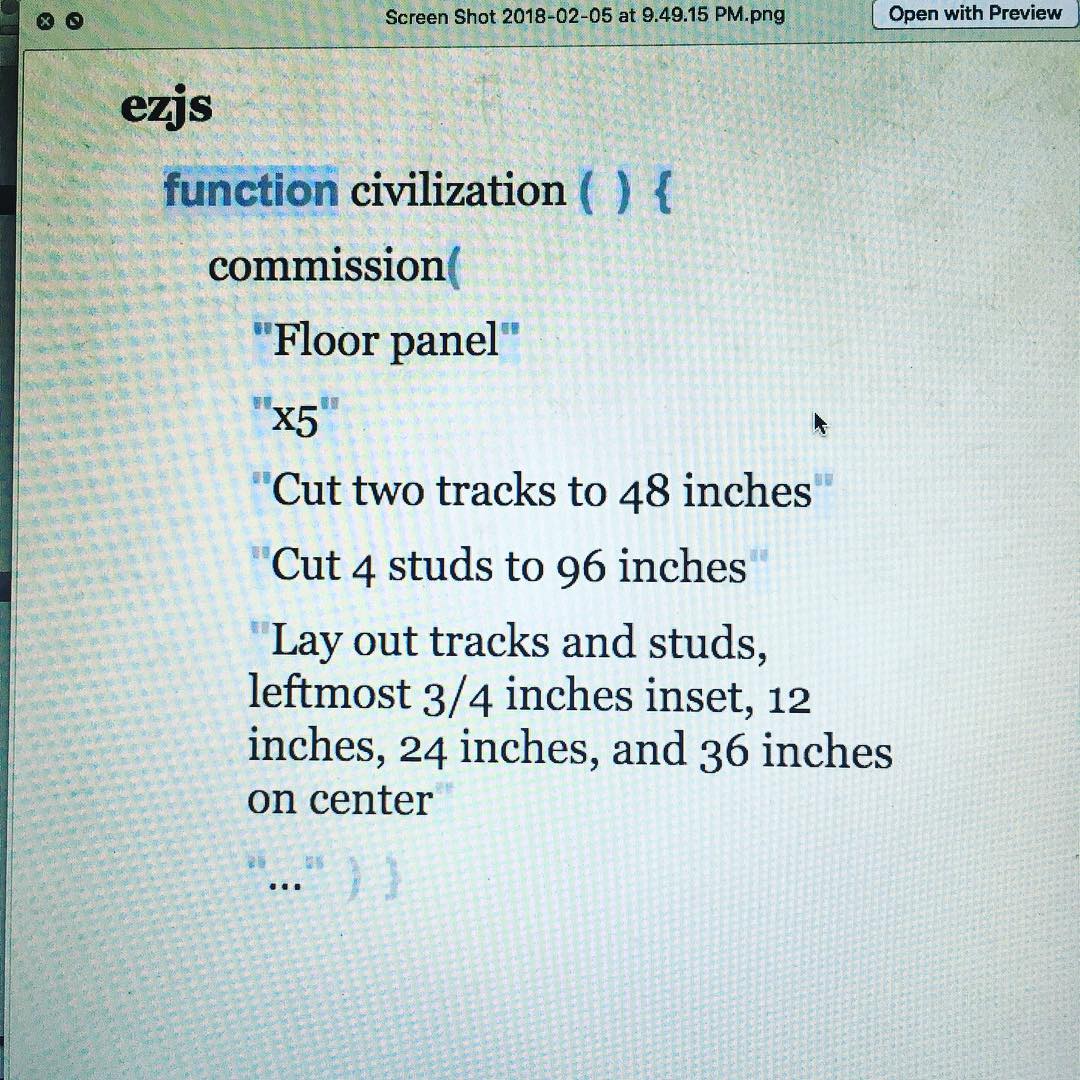 Screen Shot 2018-02-05 at 9.49.15 PM.png
Open with Preview
ezjs
function civilization ( ) {
commission(
"Floor panel"
"x5"
"Cut two tracks to 48 inches"
"Cut 4 studs to 96 inches"
"Lay out tracks and studs,
leftmost 3/4 inches inset, 12
inches, 24 inches, and 36 inches
on center"
"..." ) }